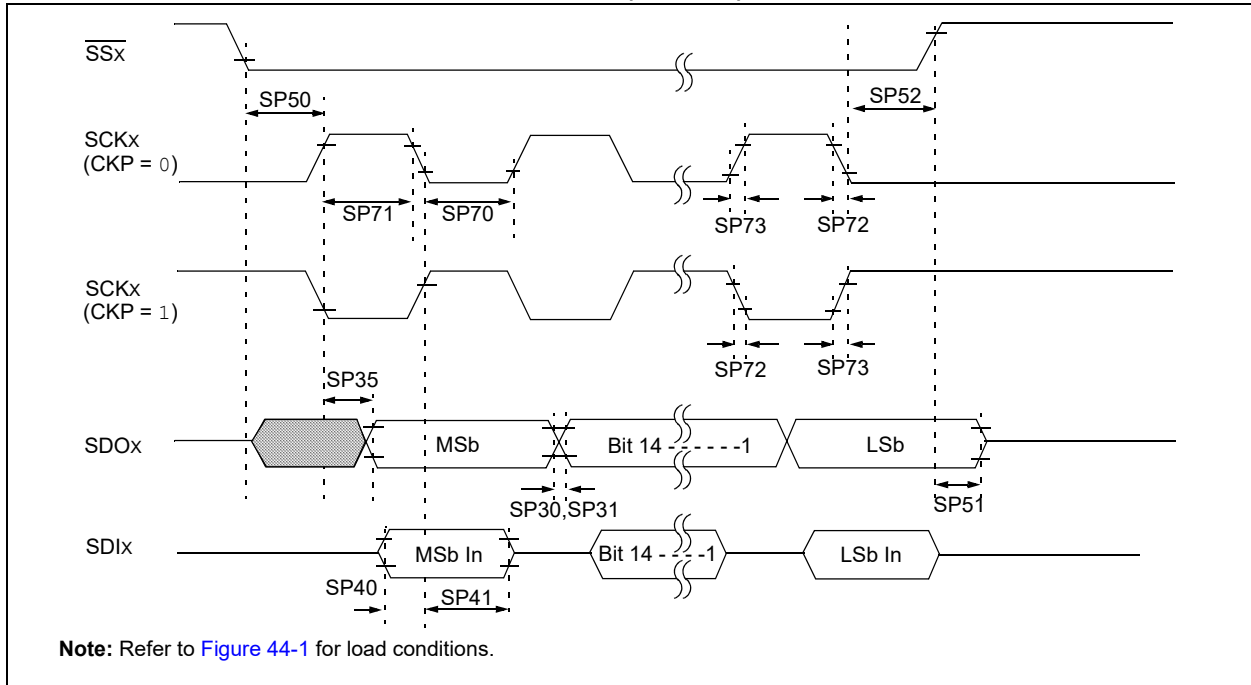 SSx
SP50
SP52
SCKx
(CKP = 0)
SP71
SP70
SP73
SP72
SCKx
(CKP = 1)
SP72
SP73
SP35
SDOx
MSb
Bit 14 - - - - - -1
LSb
SP30,SP31
SP51
SDIx
MSb In
Bit 14 - - - -1
LSb In
SP40
SP41
Note: Refer to Figure 44-1 for load conditions.